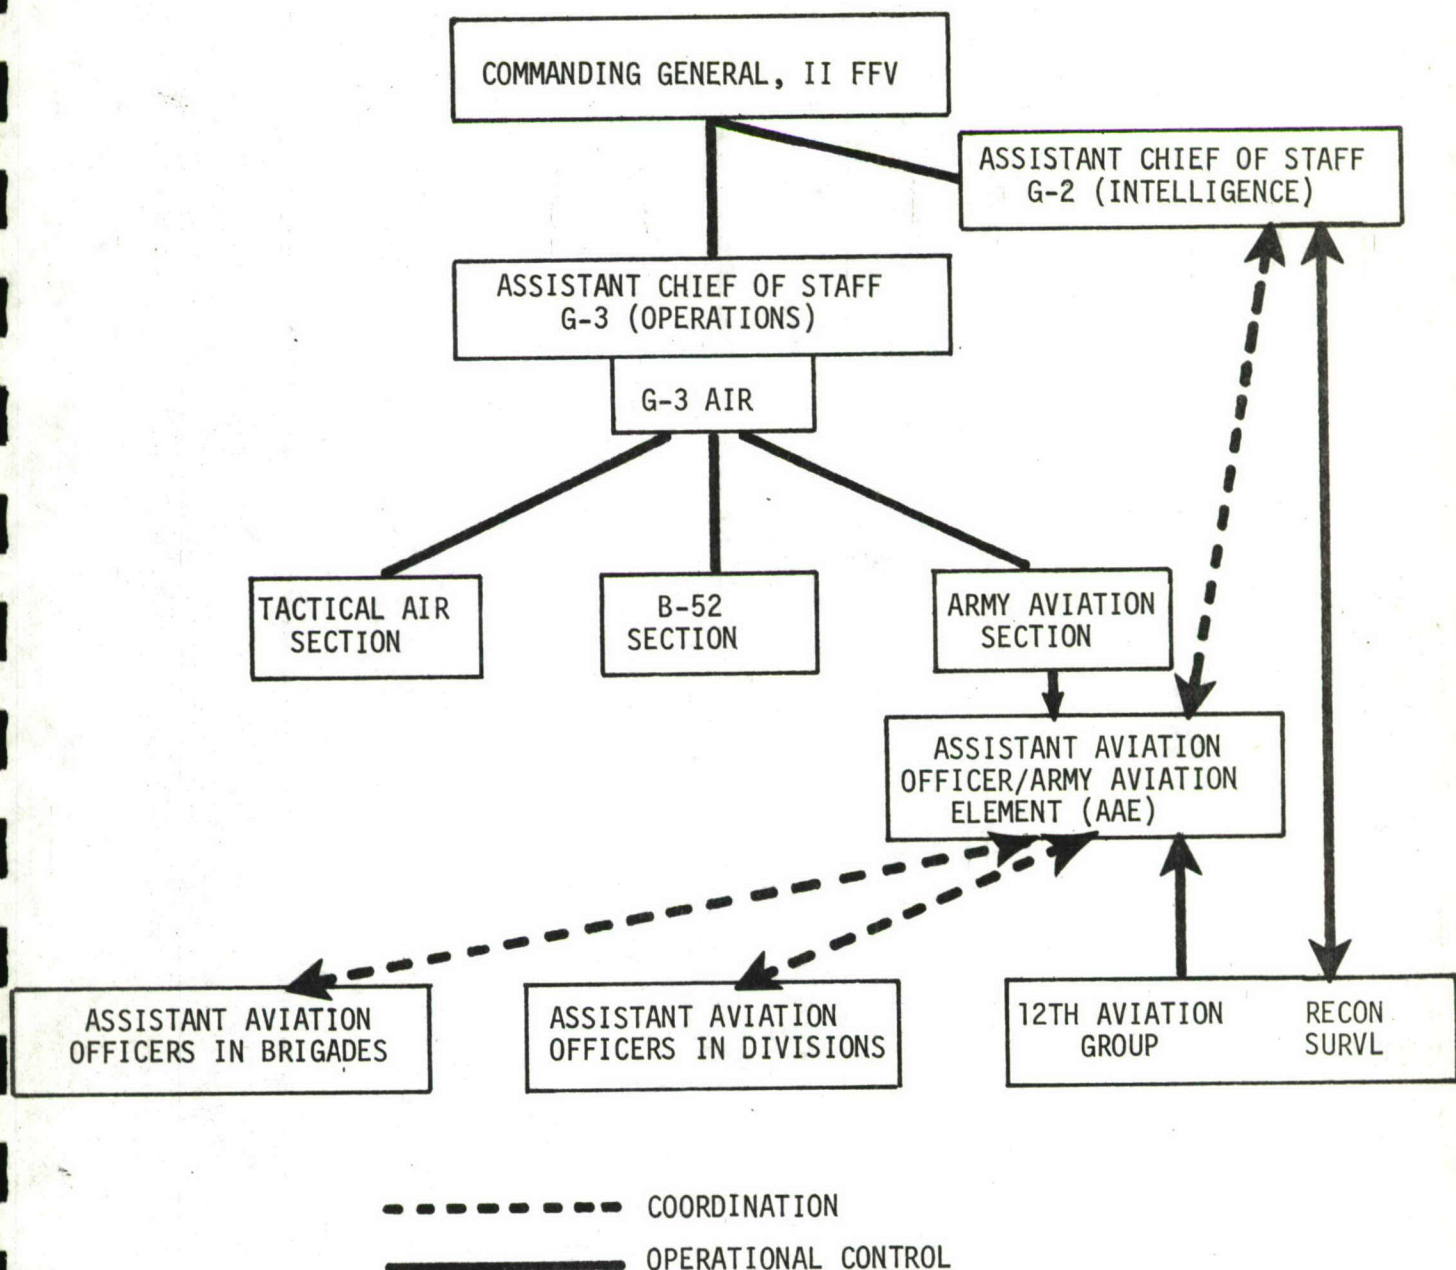 COMMANDING GENERAL, II FFV
ASSISTANT CHIEF OF STAFF
G-2 (INTELLIGENCE)
ASSISTANT CHIEF OF STAFF
G-3 (OPERATIONS)
G-3 AIR
TACTICAL AIR
SECTION
B-52
SECTION
ARMY AVIATION
SECTION
ASSISTANT AVIATION
OFFICER/ARMY AVIATION
ELEMENT (AAE)
ASSISTANT AVIATION
OFFICERS IN BRIGADES
ASSISTANT AVIATION
OFFICERS IN DIVISIONS
12TH AVIATION
GROUP
RECON
SURVL
COORDINATION
OPERATIONAL CONTROL